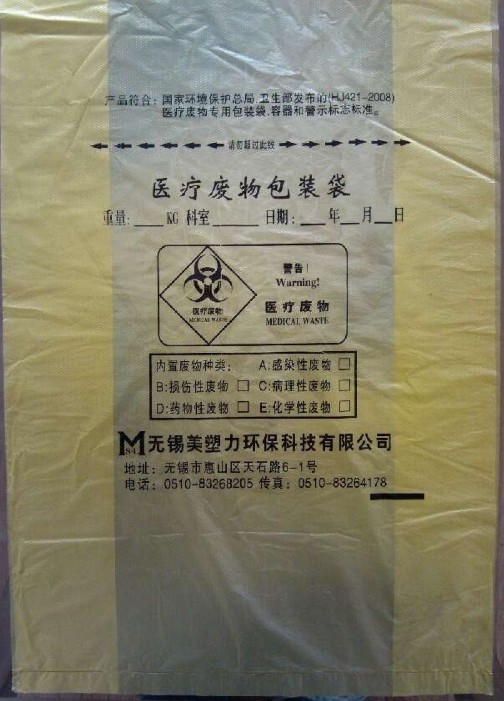 产品符合：国家环境保护总局、卫生部发布的(HJ421-2008)
医疗废物专用包装袋、容器和警示标志标准。
请勿超过此线
医疗废物包装袋
重量:____KG 科室______ 日期:___年__月__日
医疗废物
MEDICAL WASTE
警告!
Warning!
医疗废物
MEDICAL WASTE
内置废物种类： A:感染性废物□
B:损伤性废物□ C:病理性废物□
D:药物性废物□ E:化学性废物□
无锡美塑力环保科技有限公司
地址：无锡市惠山区天石路6-1号
电话：0510-83268205 传真：0510-83264178